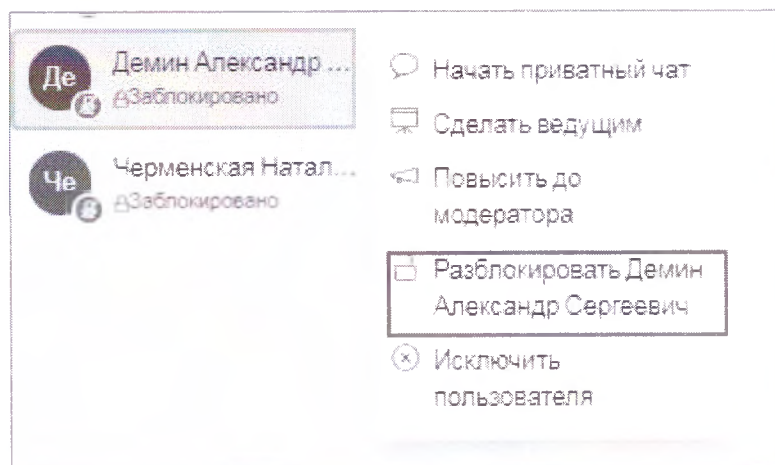 Де
Демин Александр ...
Заблокировано
Че
Черменская Натал...
Заблокировано
Начать приватный чат
Сделать ведущим
Повысить до
модератора
Разблокировать Демин
Александр Сергеевич
Исключить
пользователя